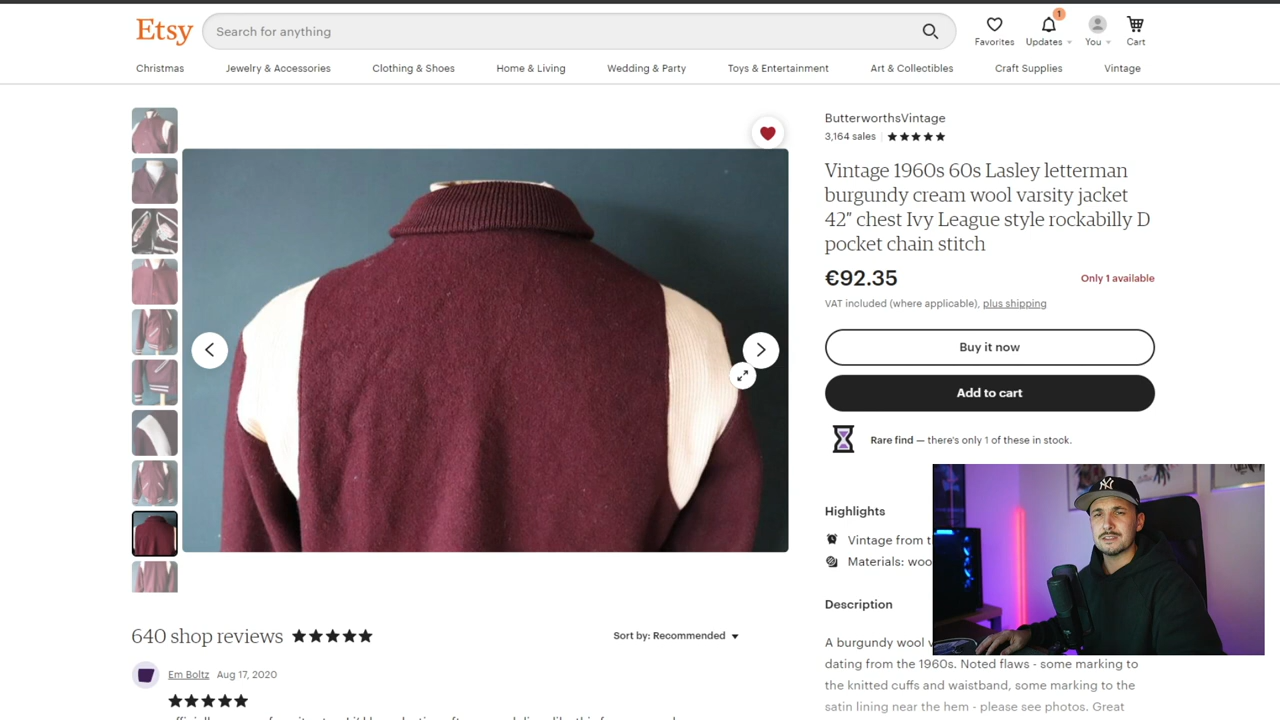 Etsy
Search for anything
Favorites
1
Updates
You
Cart
Christmas
Jewelry & Accessories
Clothing & Shoes
Home & Living
Wedding & Party
Toys & Entertainment
Art & Collectibles
Craft Supplies
Vintage
ButterworthsVintage
3,164 sales
Vintage 1960s 60s Lasley letterman
burgundy cream wool varsity jacket
42" chest Ivy League style rockabilly D
pocket chain stitch
€92.35
Only 1 available
VAT included (where applicable), plus shipping
Buy it now
Add to cart
Rare find — there's only 1 of these in stock.
Highlights
Vintage from t
Materials: woo
Description
A burgundy wool v
dating from the 1960s. Noted flaws - some marking to
the knitted cuffs and waistband, some marking to the
satin lining near the hem - please see photos. Great
640 shop reviews
Sort by: Recommended
Em Boltz Aug 17, 2020
NY